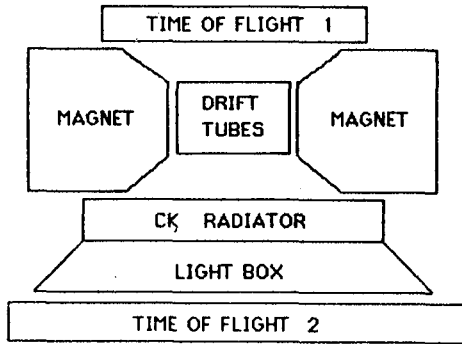 TIME OF FLIGHT 1
MAGNET
DRIFT
TUBES
MAGNET
CK, RADIATOR
LIGHT BOX
TIME OF FLIGHT 2